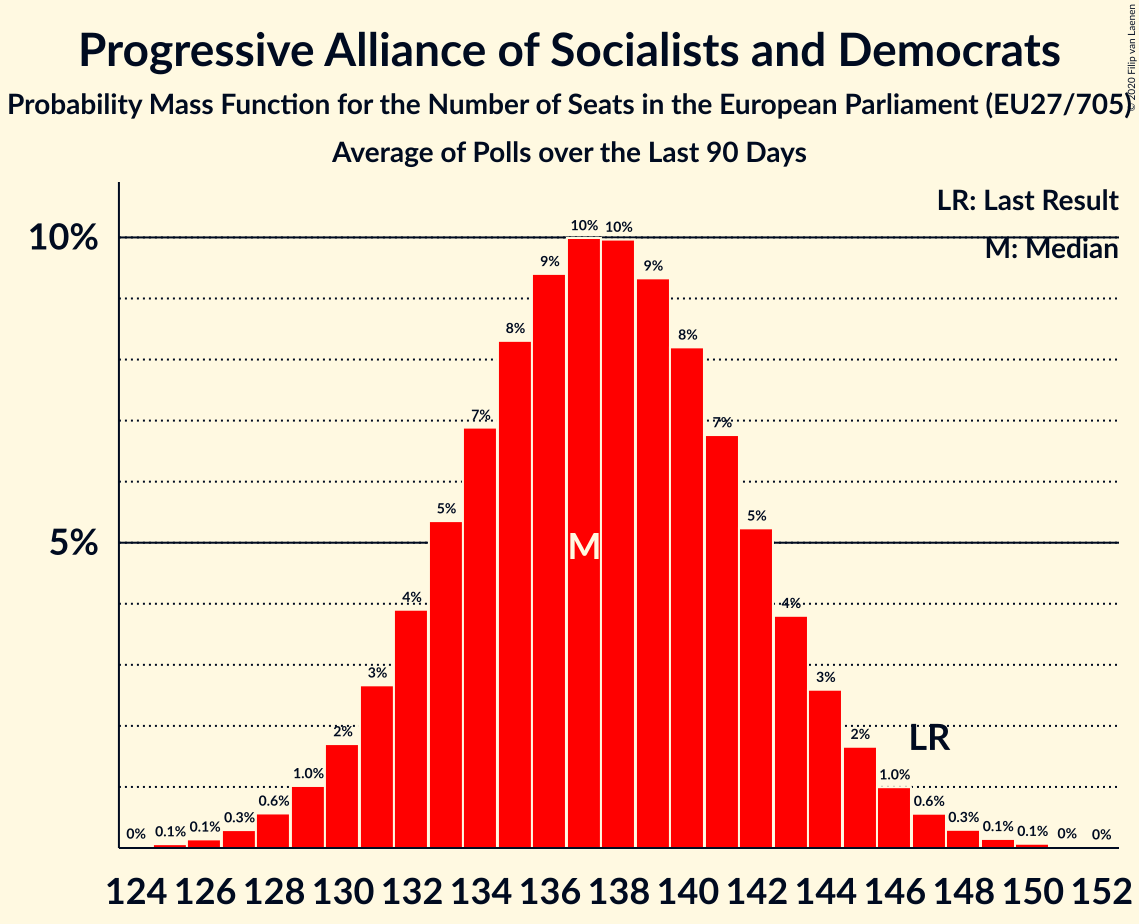 Progressive Alliance of Socialists and Democrats
Probability Mass Function for the Number of Seats in the European Parliament (EU27/705)
Average of Polls over the Last 90 Days
© 2020 Filip van Laenen
LR: Last Result
M: Median
10%
5%
0% 0.1% 0.1% 0.3% 0.6% 1.0% 2% 3% 4% 5% 7% 8% 9% 10% 10% 9% 8% 7% 5% 4% 3% 2% 1.0% 0.6% 0.3% 0.1% 0.1% 0% 0%
M
LR
124 126 128 130 132 134 136 138 140 142 144 146 148 150 152